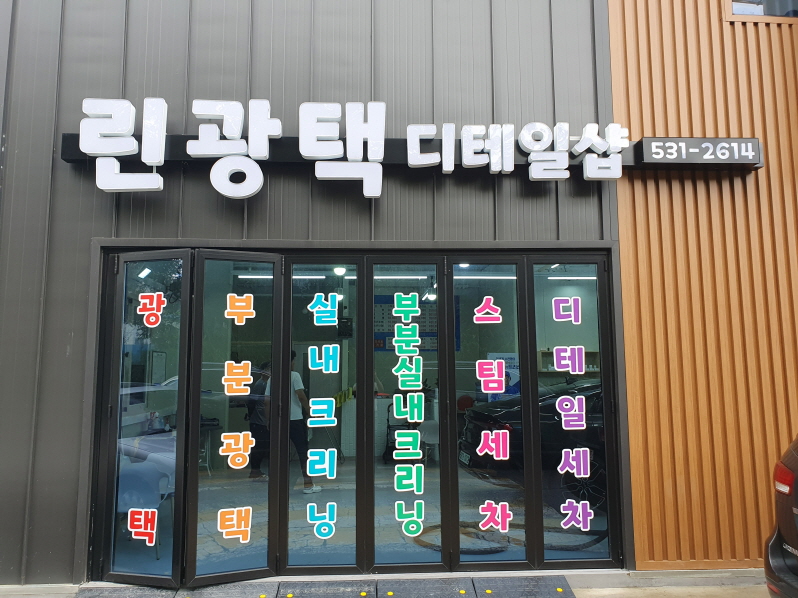 린광택 디테일샵 531-2614
광택
부분광택
실내크리닝
부분실내크리닝
스팀세차
디테일세차